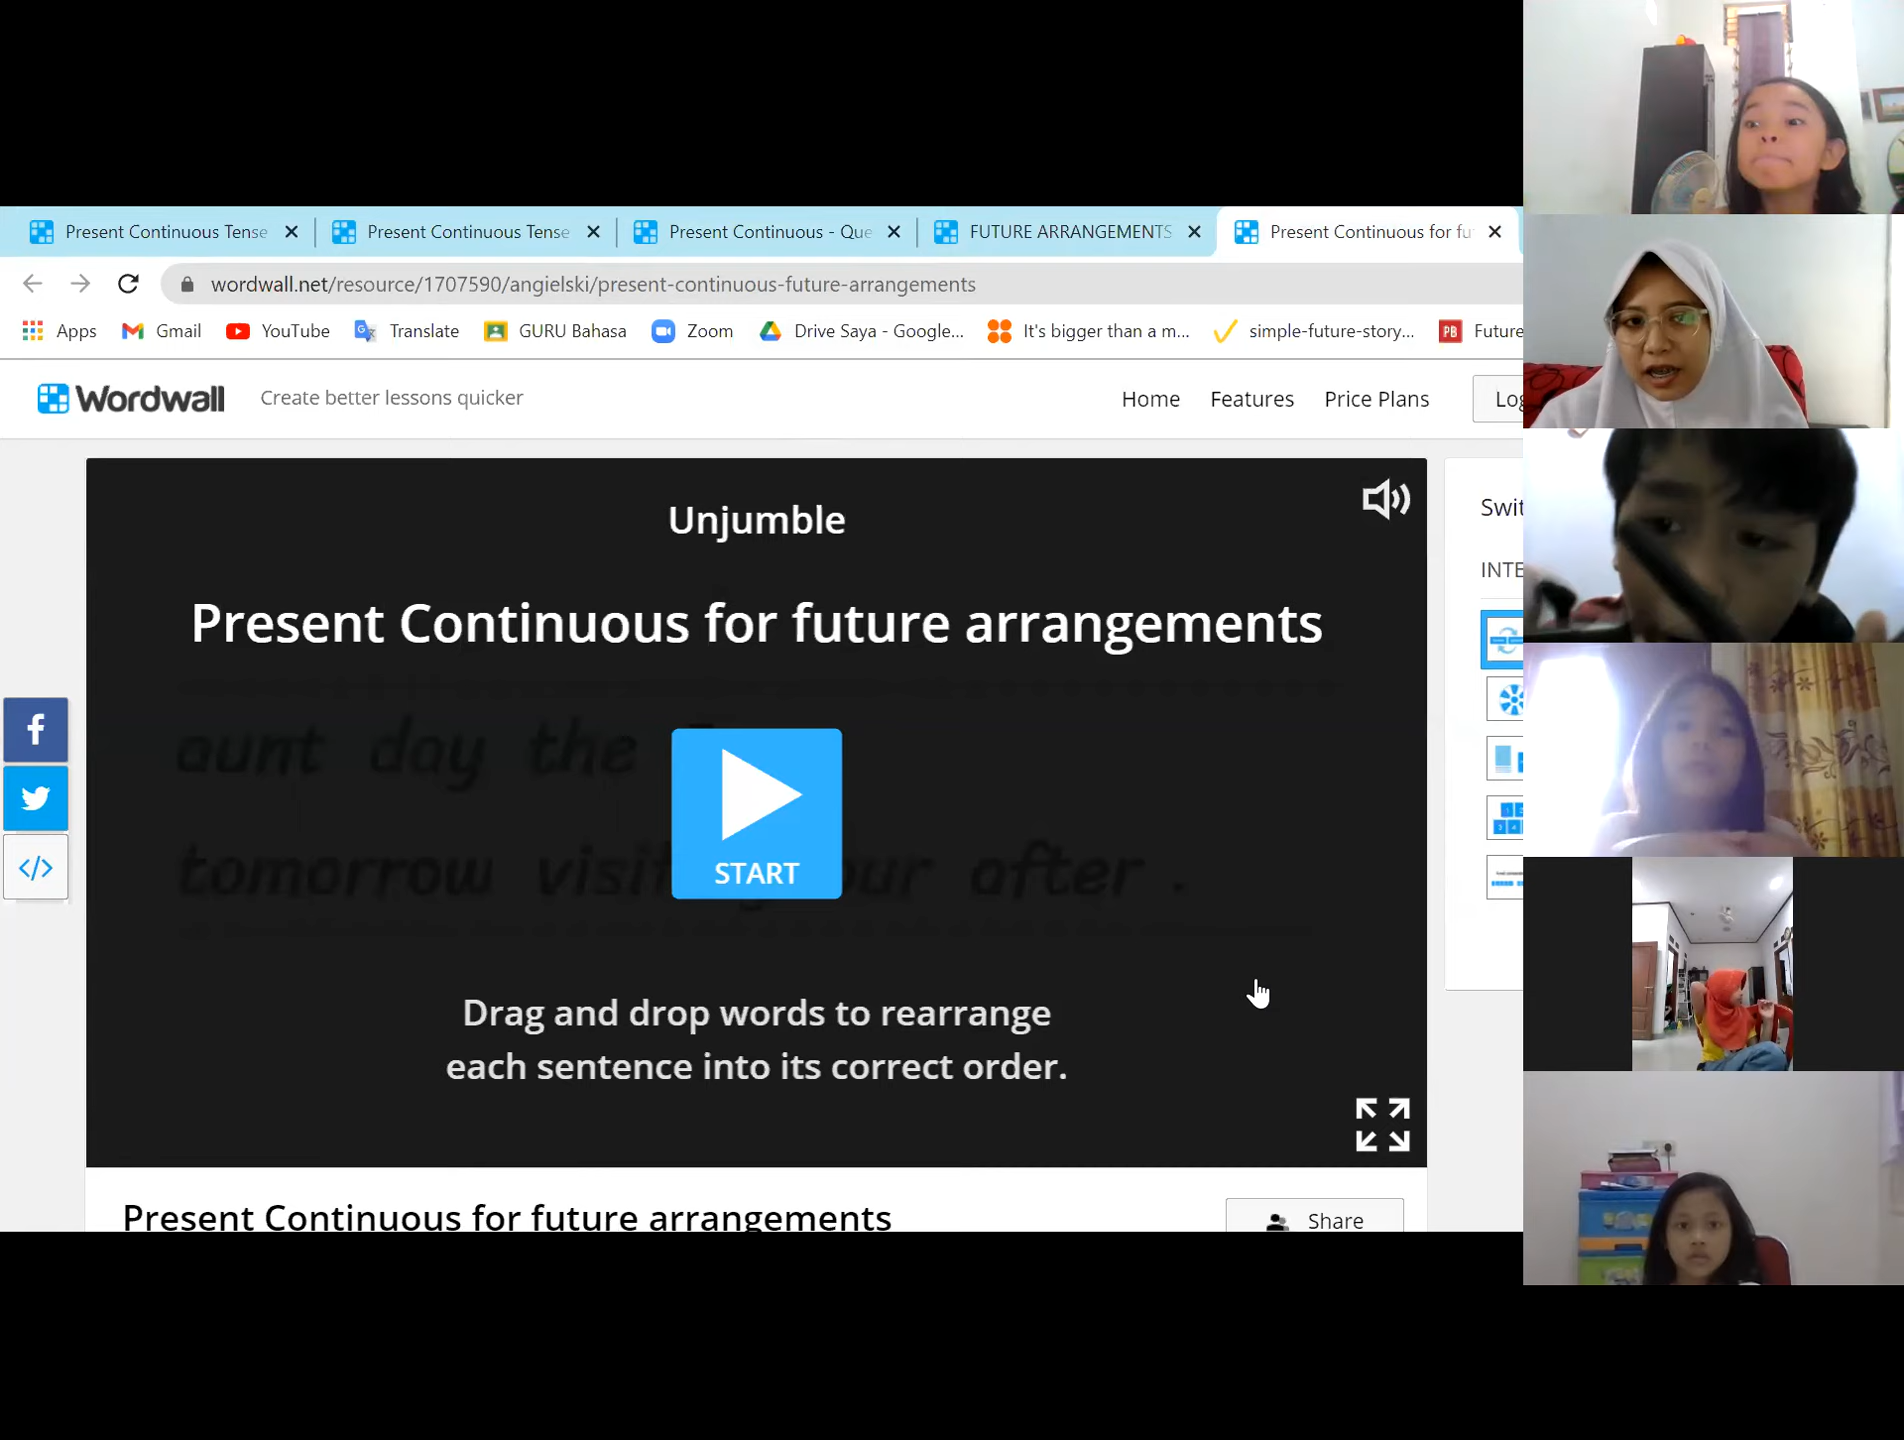 Present Continuous Tense
Present Continuous Tense
Present Continuous - Que
FUTURE ARRANGEMENTS
Present Continuous for fu
wordwall.net/resource/1707590/angielski/present-continuous-future-arrangements
Apps
Gmail
YouTube
Translate
GURU Bahasa
Zoom
Drive Saya - Google...
It's bigger than a m...
simple-future-story...
PB
Future
Wordwall
Create better lessons quicker
Home
Features
Price Plans
Log
Unjumble
Present Continuous for future arrangements
aunt day the
tomorrow visit our after .
START
Drag and drop words to rearrange
each sentence into its correct order.
Swit
INTE
Present Continuous for future arrangements
Share